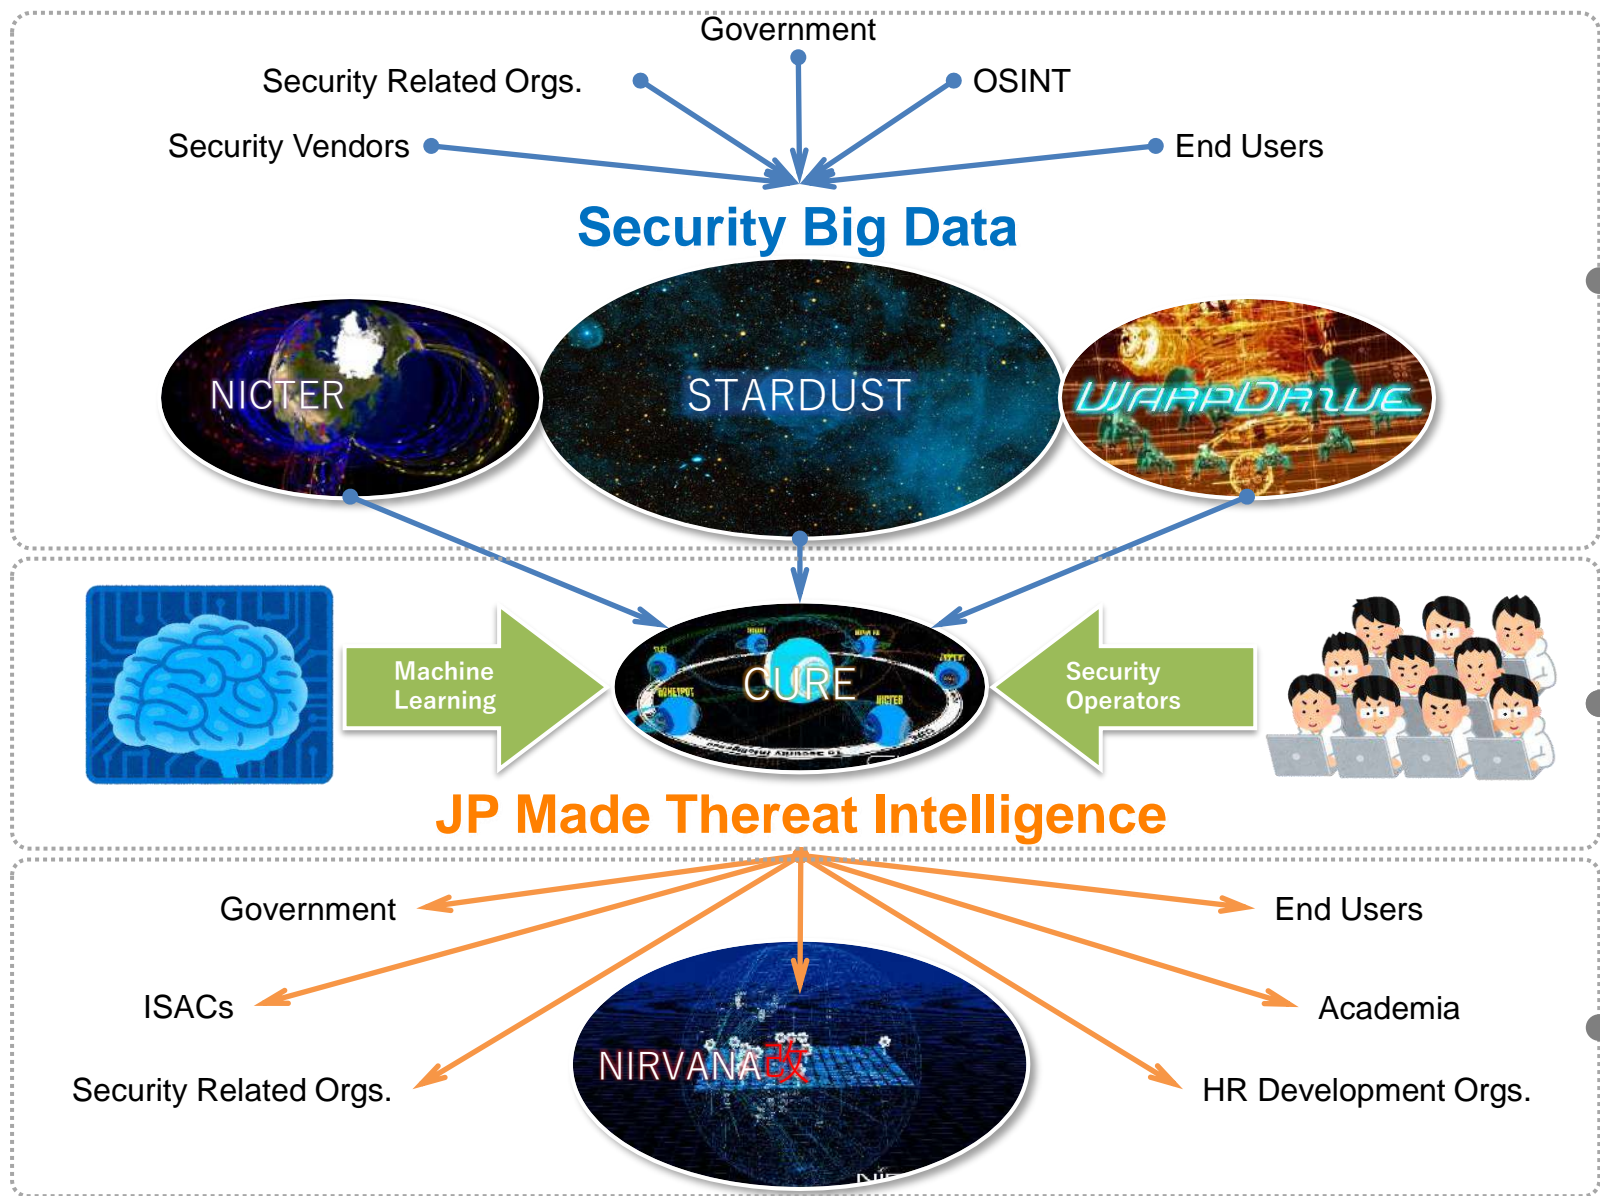 Government
Security Related Orgs.
OSINT
Security Vendors
End Users
Security Big Data
NICTER
STARDUST
WARPDRIVE
Machine
Learning
CURE
HONEYPOT
NICTER
Security
Operators
JP Made Thereat Intelligence
Government
End Users
ISACs
Academia
NIRVANA改
Security Related Orgs.
HR Development Orgs.